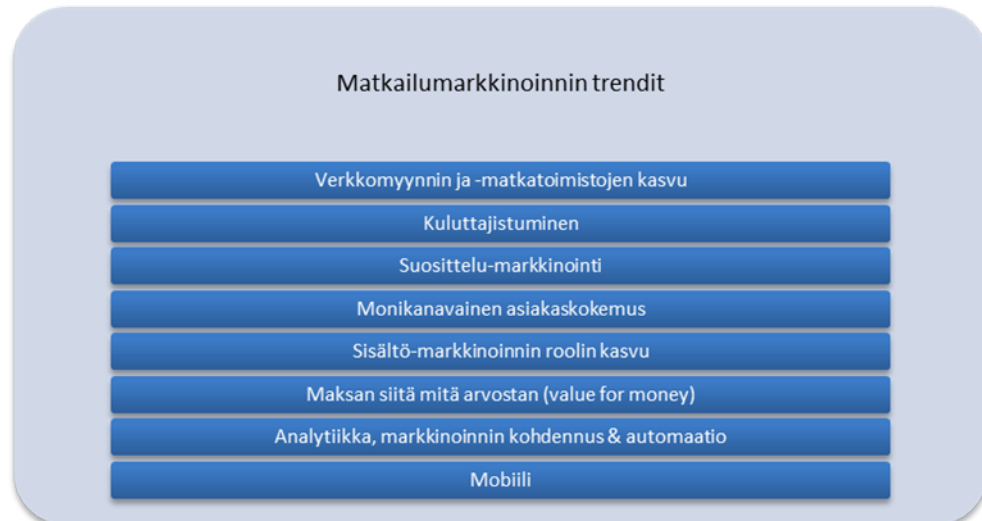 Matkailumarkkinoinnin trendit
Verkkomyynnin ja -matkatoimistojen kasvu
Kuluttajistuminen
Suosittelu-markkinointi
Monikanavainen asiakaskokemus
Sisältö-markkinoinnin roolin kasvu
Maksan siitä mitä arvostan (value for money)
Analytiikka, markkinoinnin kohdennus & automaatio
Mobiili